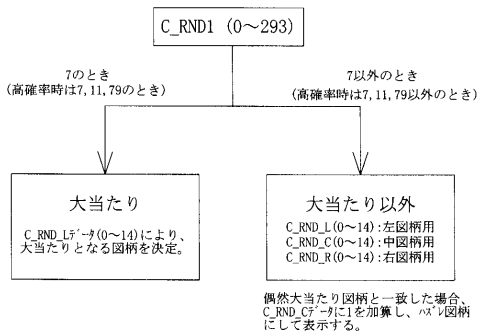 C_RND1 (0〜293)
7のとき
(高確率時は7,11,79のとき)
7以外のとき
(高確率時は7,11,79以外のとき)
大当たり
C_RND_Lﾃﾞｰﾀ(0〜14)により、
大当たりとなる図柄を決定。
大当たり以外
C_RND_L(0〜14):左図柄用
C_RND_C(0〜14):中図柄用
C_RND_R(0〜14):右図柄用
偶然大当たり図柄と一致した場合、
C_RND_Cﾃﾞｰﾀに1を加算し、ﾊｽﾞﾚ図柄
にして表示する。